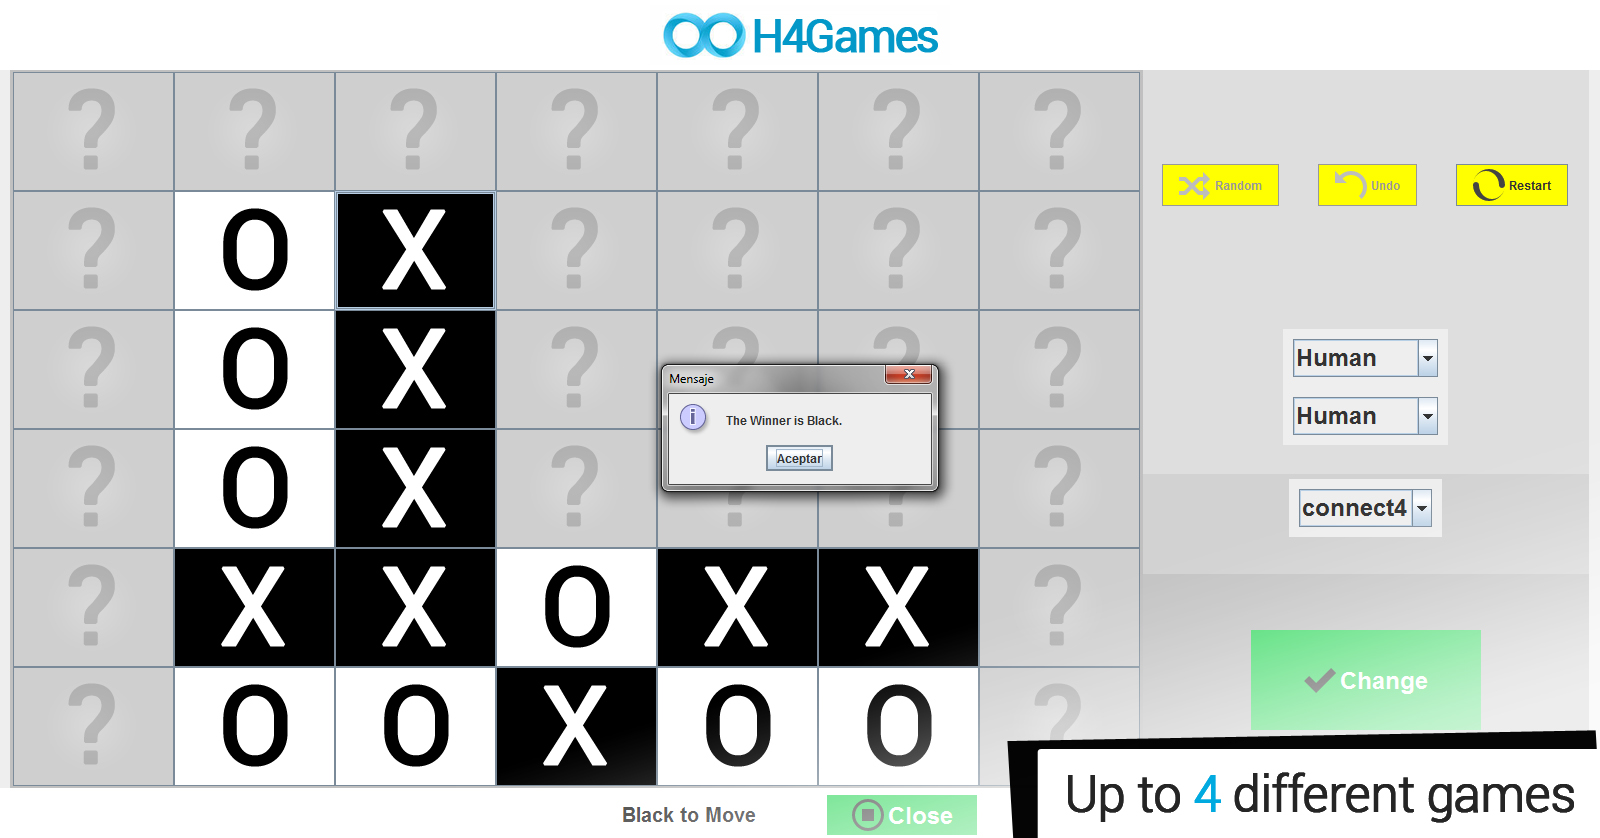 H4Games
? ? ? ? ? ? ?
? O X ? ? ? ?
? O X ? ? ? ?
? O X ? ? ? ?
? X X O X X ?
? O O X O O ?
Random Undo Restart
Human
Human
connect4
Change
Mensaje
The Winner is Black.
Aceptar
Black to Move
Close
Up to 4 different games